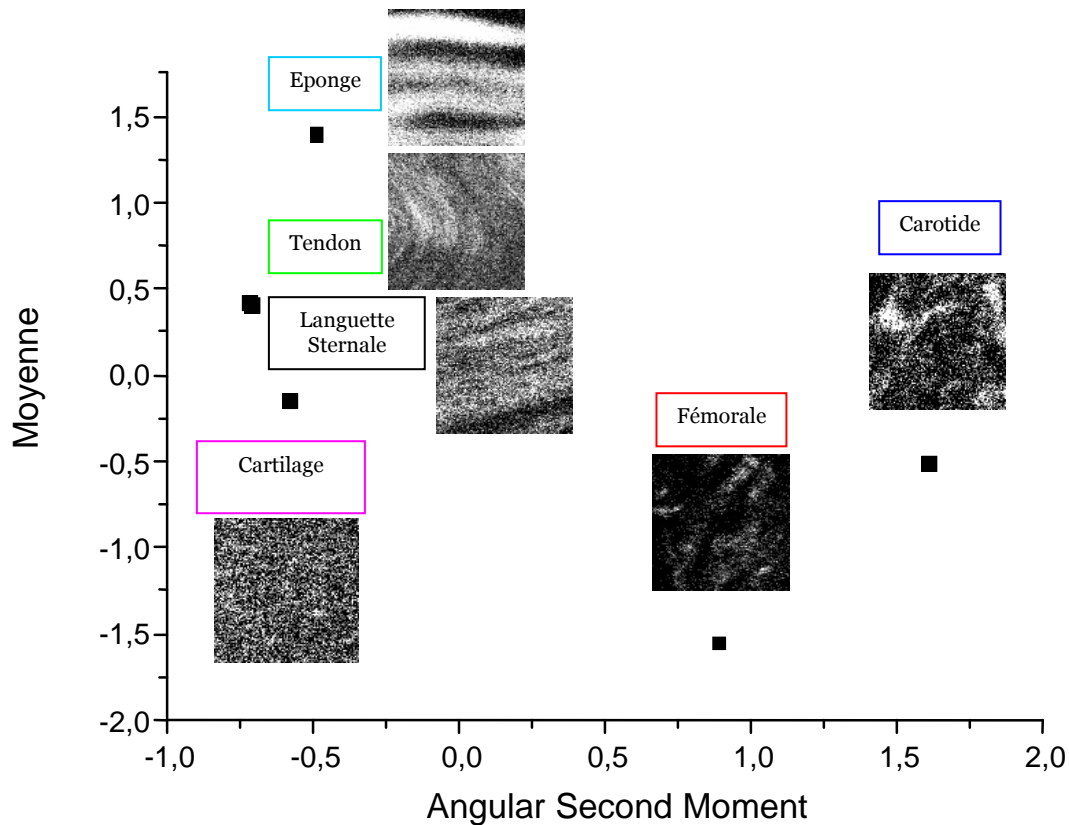 Eponge
Tendon
Languette
Sternale
Cartilage
Fémorale
Carotide
Moyenne
1,5
1,0
0,5
0,0
-0,5
-1,0
-1,5
-2,0
-1,0 -0,5 0,0 0,5 1,0 1,5 2,0
Angular Second Moment